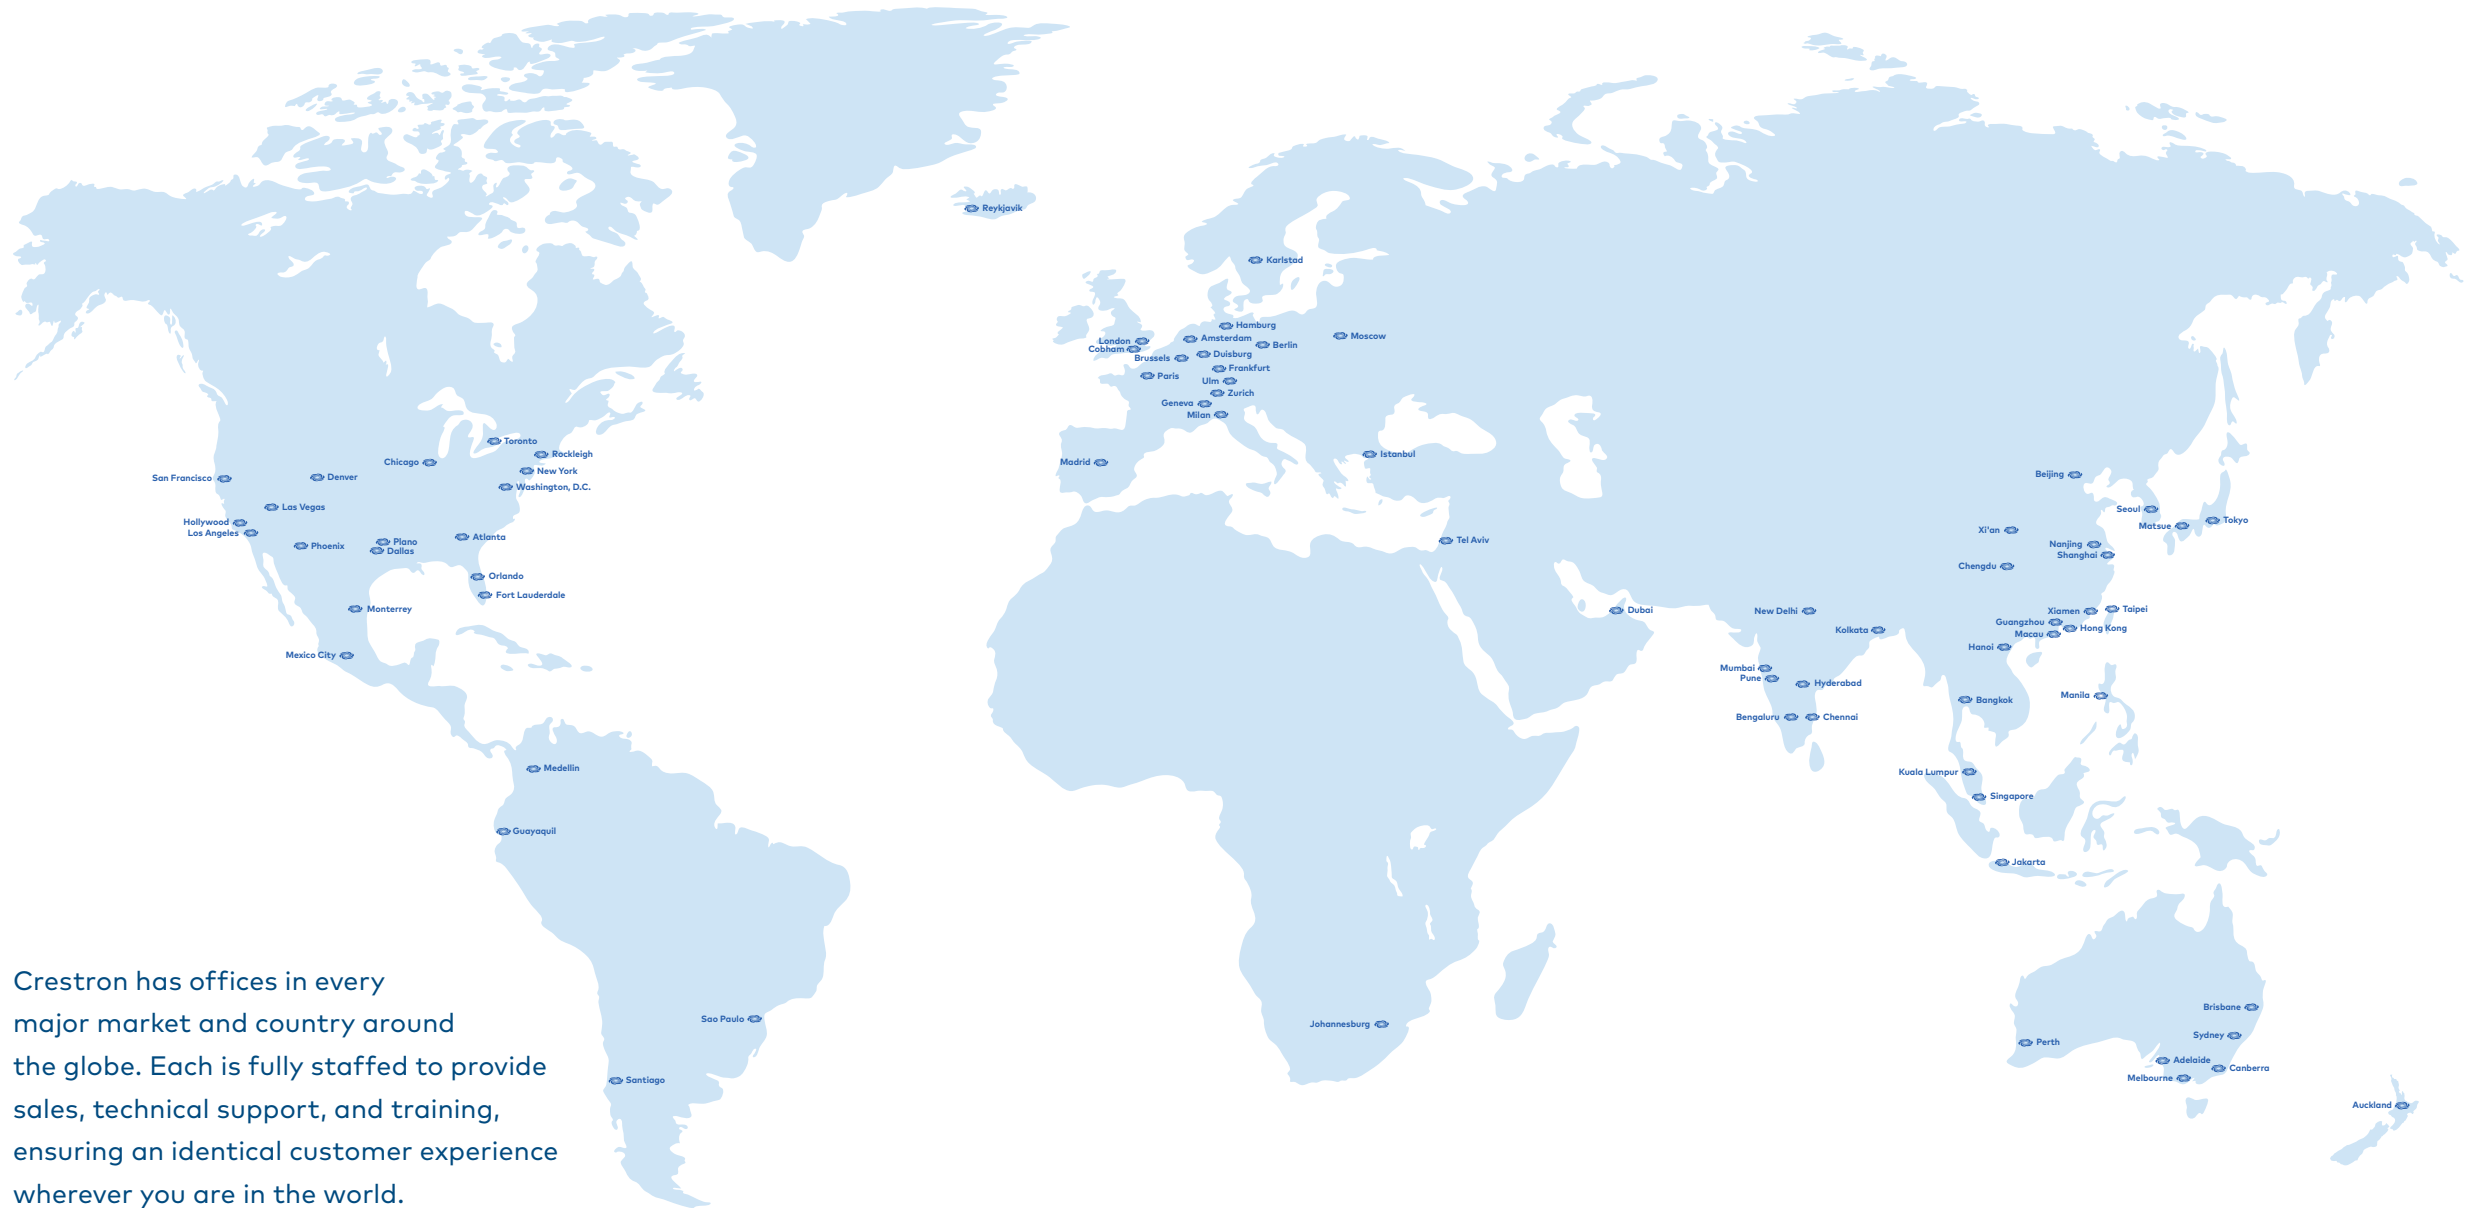 Reykjavik
Karlstad
Hamburg
London
Amsterdam
Moscow
Cobham
Berlin
Brussels
Duisburg
Frankfurt
Paris
Ulm
Zurich
Geneva
Milan
Madrid
Istanbul
Tel Aviv
Toronto
Rockleigh
Chicago
New York
San Francisco
Denver
Washington, D.C.
Las Vegas
Hollywood
Los Angeles
Phoenix
Plano
Dallas
Atlanta
Orlando
Fort Lauderdale
Monterrey
Mexico City
Medellin
Guayaquil
Sao Paulo
Santiago
Johannesburg
Dubai
New Delhi
Kolkata
Mumbai
Pune
Hyderabad
Bengaluru
Chennai
Beijing
Seoul
Matsue
Tokyo
Xi'an
Nanjing
Shanghai
Chengdu
Xiamen
Taipei
Guangzhou
Hong Kong
Macau
Hanoi
Bangkok
Manila
Kuala Lumpur
Singapore
Jakarta
Brisbane
Sydney
Perth
Adelaide
Canberra
Melbourne
Auckland
Crestron has offices in every
major market and country around
the globe. Each is fully staffed to provide
sales, technical support, and training,
ensuring an identical customer experience
wherever you are in the world.